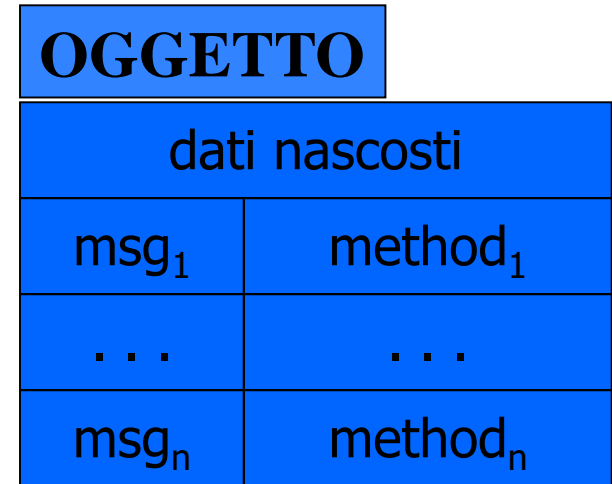 OGGETTO
dati nascosti
msg₁ method₁
. . . . . .
msgₙ methodₙ